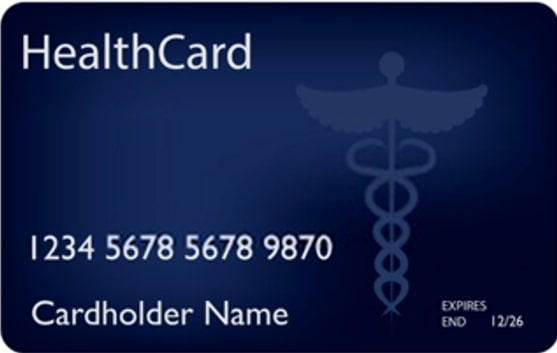 HealthCard
1234 5678 5678 9870
Cardholder Name
EXPIRES
END 12/26